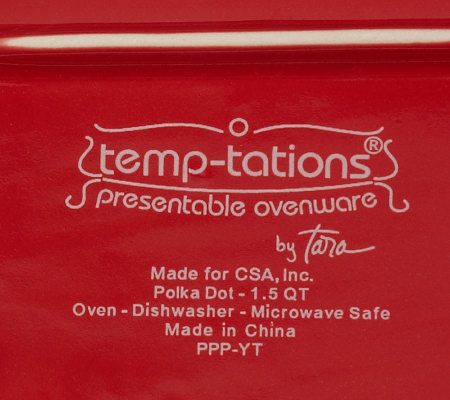 temp-tations®
presentable ovenware
by Tara
Made for CSA, Inc.
Polka Dot - 1.5 QT
Oven - Dishwasher - Microwave Safe
Made in China
PPP-YT